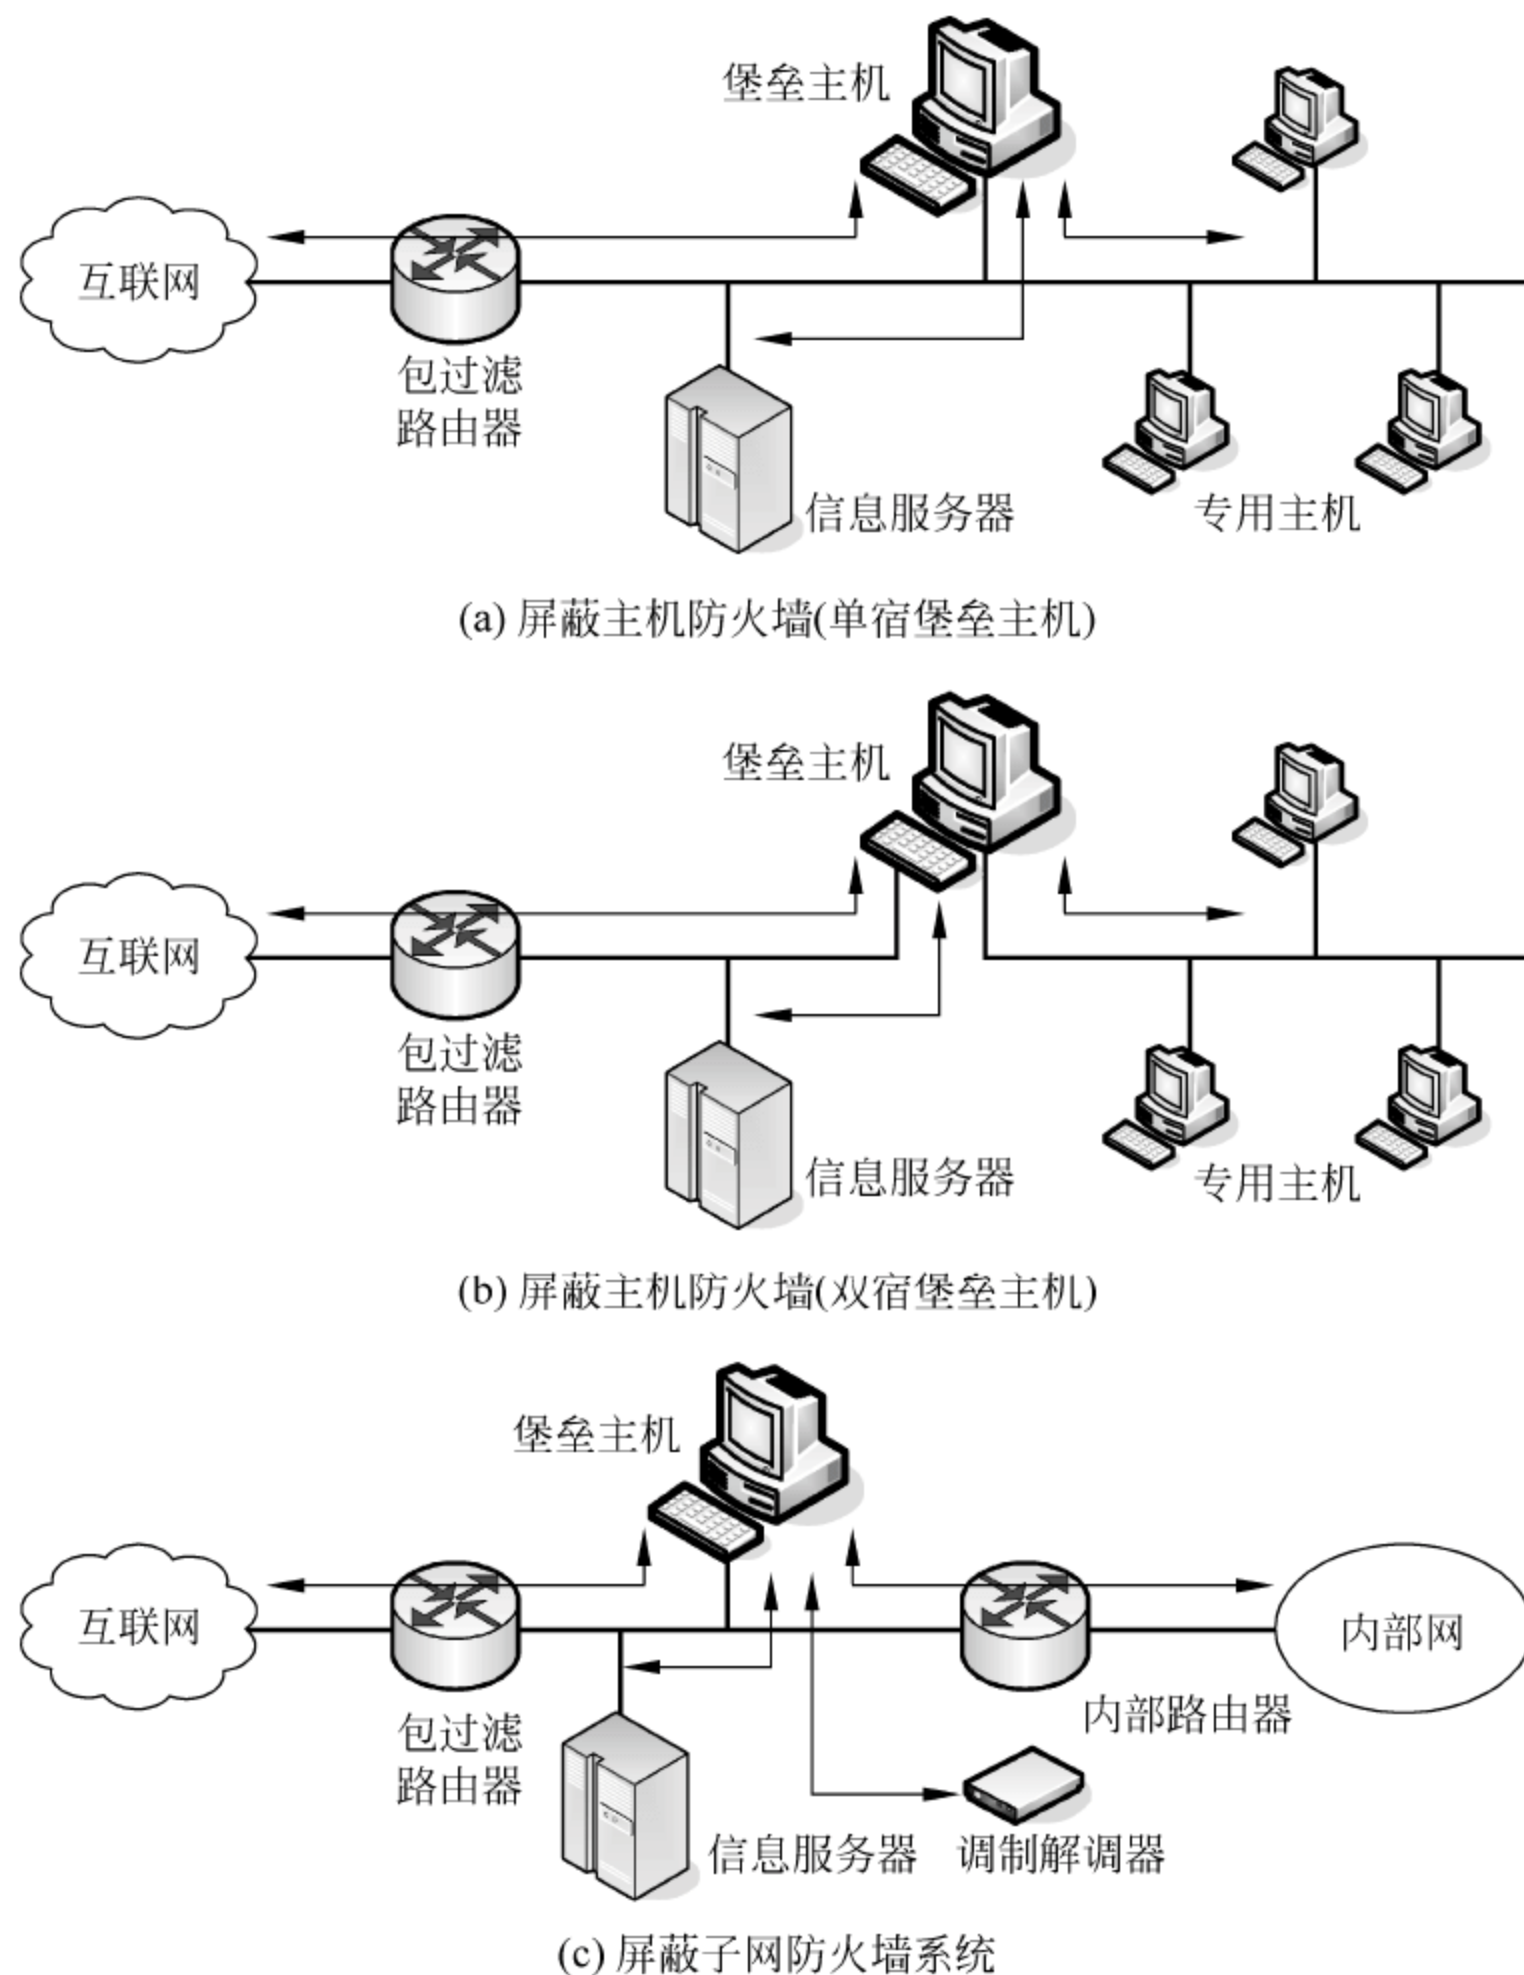 堡垒主机
互联网
包过滤
路由器
信息服务器
专用主机
(a) 屏蔽主机防火墙(单宿堡垒主机)
堡垒主机
互联网
包过滤
路由器
信息服务器
专用主机
(b) 屏蔽主机防火墙(双宿堡垒主机)
堡垒主机
互联网
内部网
包过滤
路由器
内部路由器
信息服务器
调制解调器
(c) 屏蔽子网防火墙系统